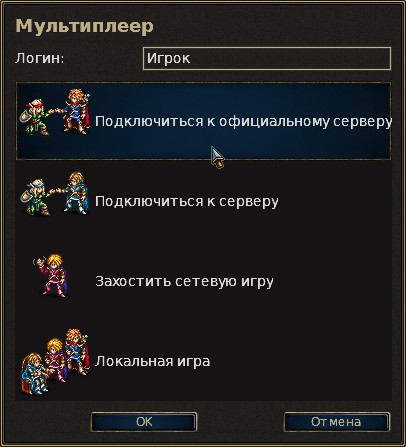 Мультиплеер
Логин: Игрок
Подключиться к официальному серверу
Подключиться к серверу
Захостить сетевую игру
Локальная игра
OK Отмена